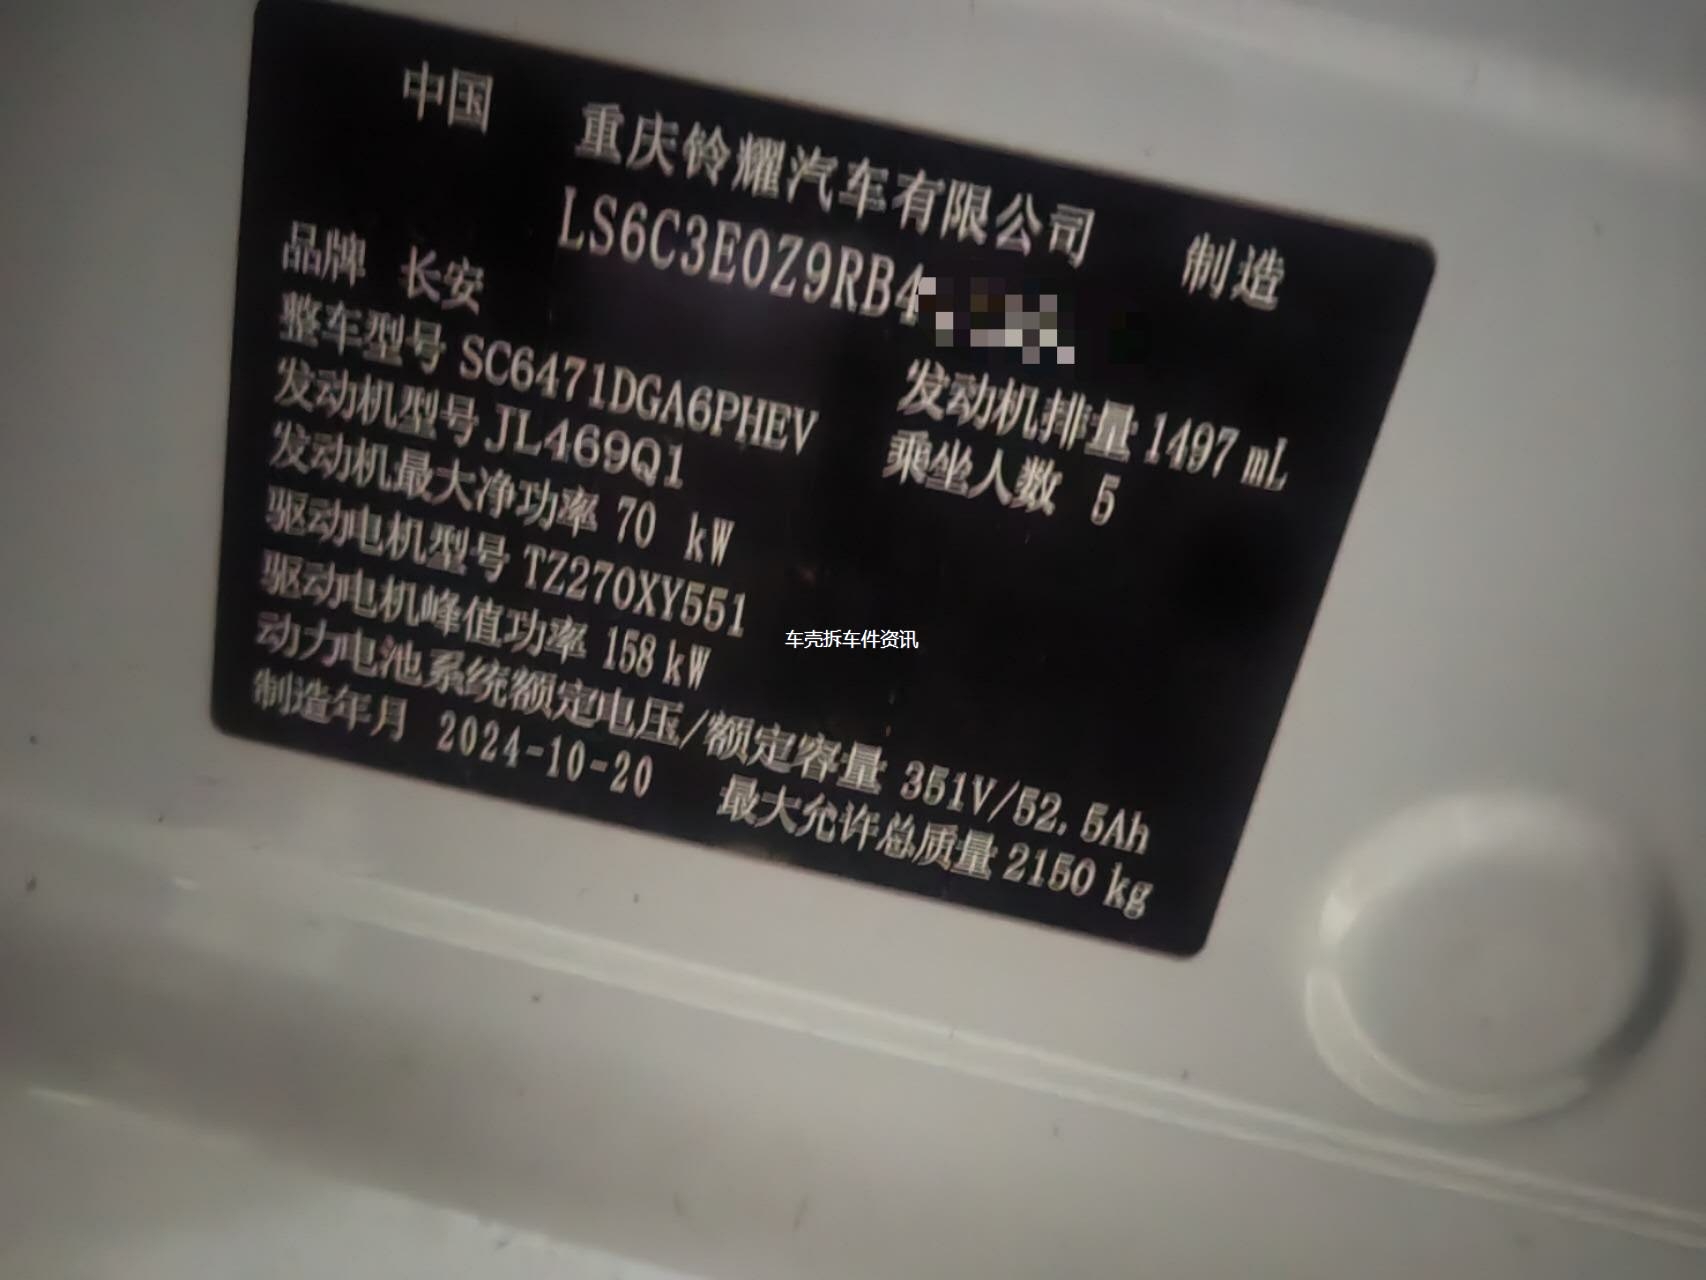 中国 重庆铃耀汽车有限公司 制造
LS6C3E0Z9RB4
品牌 长安
整车型号 SC6471DGA6PHEV 发动机排量 1497 mL
发动机型号 JL469Q1 乘坐人数 5
发动机最大净功率 70 kW
驱动电机型号 TZ270XY551
驱动电机峰值功率 158 kW
动力电池系统额定电压/额定容量 351V/52.5Ah
制造年月 2024-10-20 最大允许总质量 2150 kg
车壳拆车件资讯